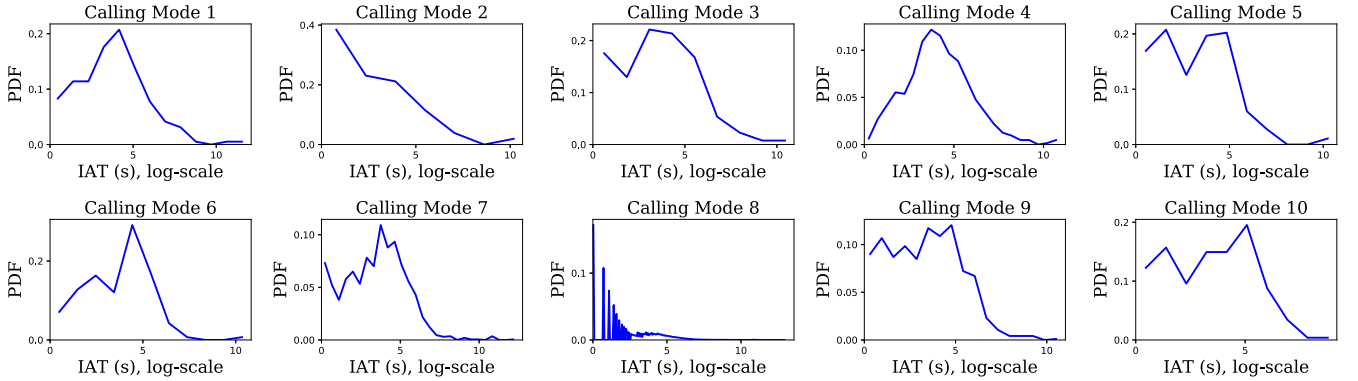 Calling Mode 1
PDF
0.2
0.1
0.0
0 5 10
IAT (s), log-scale
Calling Mode 2
PDF
0.4
0.2
0.0
0 5 10
IAT (s), log-scale
Calling Mode 3
PDF
0.2
0.1
0.0
0 5 10
IAT (s), log-scale
Calling Mode 4
PDF
0.10
0.05
0.00
0 5 10
IAT (s), log-scale
Calling Mode 5
PDF
0.2
0.1
0.0
0 5 10
IAT (s), log-scale
Calling Mode 6
PDF
0.2
0.0
0 5 10
IAT (s), log-scale
Calling Mode 7
PDF
0.10
0.05
0.00
0 5 10
IAT (s), log-scale
Calling Mode 8
PDF
0.1
0.0
0 5 10
IAT (s), log-scale
Calling Mode 9
PDF
0.10
0.05
0.00
0 5 10
IAT (s), log-scale
Calling Mode 10
PDF
0.2
0.1
0.0
0 5
IAT (s), log-scale